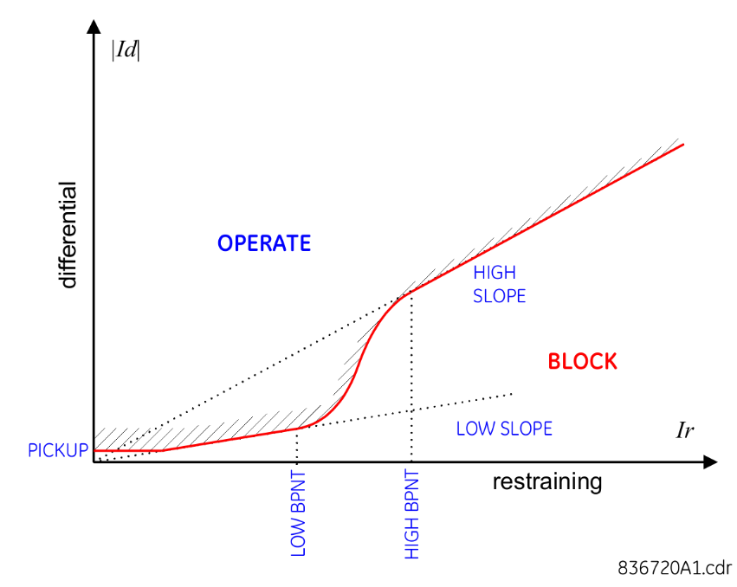 |Id|
differential
OPERATE
HIGH
SLOPE
BLOCK
LOW SLOPE
Ir
PICKUP
restraining
LOW BPNT
HIGH BPNT
836720A1.cdr